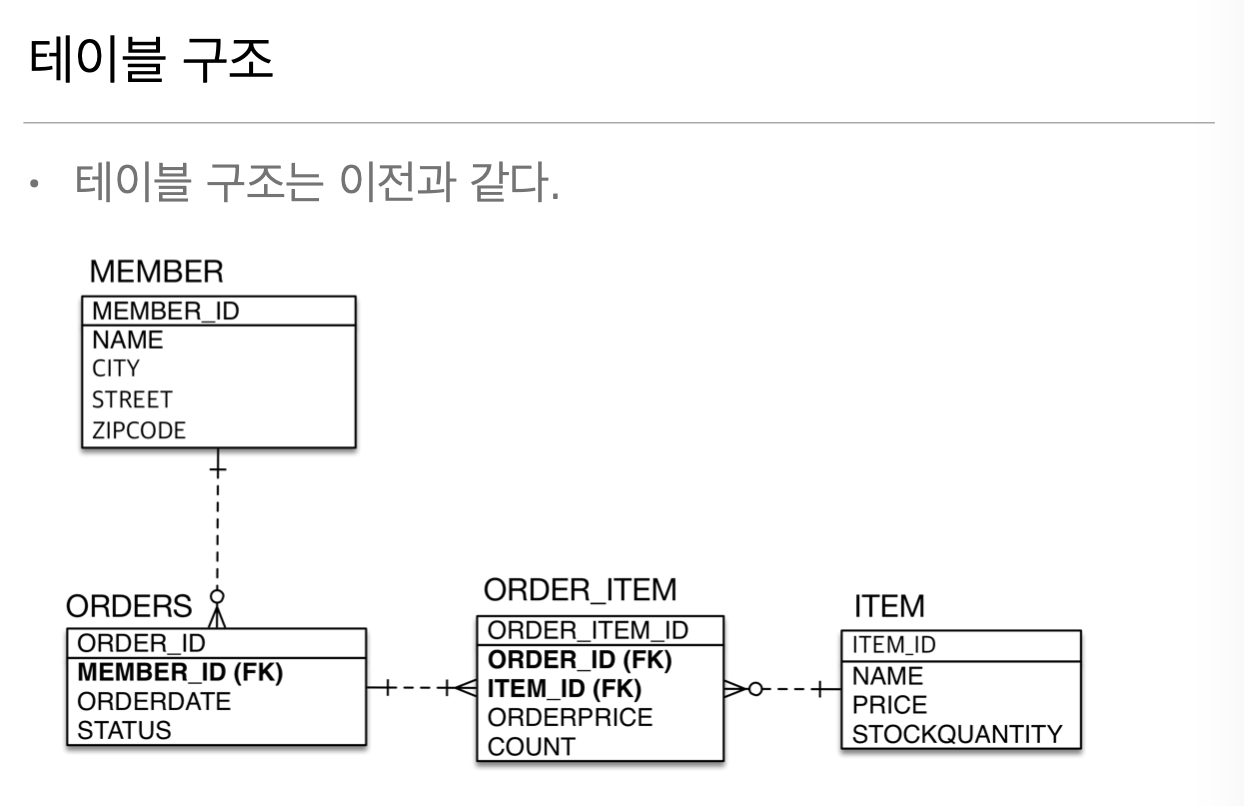 테이블 구조
• 테이블 구조는 이전과 같다.
MEMBER
MEMBER_ID
NAME
CITY
STREET
ZIPCODE
ORDERS
ORDER_ID
MEMBER_ID (FK)
ORDERDATE
STATUS
ORDER_ITEM
ORDER_ITEM_ID
ORDER_ID (FK)
ITEM_ID (FK)
ORDERPRICE
COUNT
ITEM
ITEM_ID
NAME
PRICE
STOCKQUANTITY